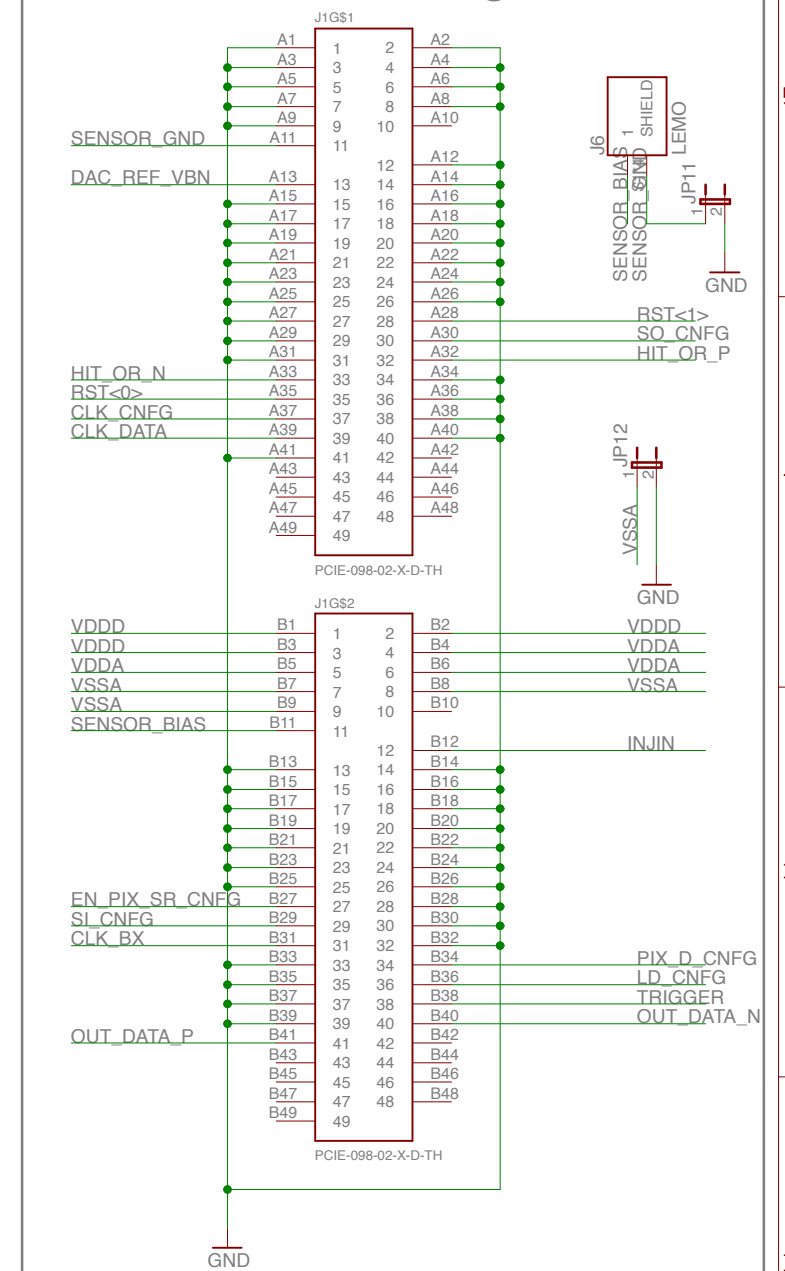 J1G$1
A1 1 2 A2
A3 3 4 A4
A5 5 6 A6
A7 7 8 A8
A9 9 10 A10
SENSOR_GND A11 11
12 A12
DAC_REF_VBN A13 13 14 A14
A15 15 16 A16
A17 17 18 A18
A19 19 20 A20
A21 21 22 A22
A23 23 24 A24
A25 25 26 A26
A27 27 28 A28 RST<1>
A29 29 30 A30 SO_CNFG
A31 31 32 A32 HIT_OR_P
HIT_OR_N A33 33 34 A34
RST<0> A35 35 36 A36
CLK_CNFG A37 37 38 A38
CLK_DATA A39 39 40 A40
A41 41 42 A42
A43 43 44 A44
A45 45 46 A46
A47 47 48 A48
A49 49
PCIE-098-02-X-D-TH
J6
1
SHIELD
LEMO
SENSOR_BIAS
SENSOR_GND
JP11
1
2
GND
JP12
1
2
VSSA
GND
J1G$2
VDDD B1 1 2 B2 VDDD
VDDD B3 3 4 B4 VDDA
VDDA B5 5 6 B6 VDDA
VSSA B7 7 8 B8 VSSA
VSSA B9 9 10 B10
SENSOR_BIAS B11 11
12 B12 INJIN
B13 13 14 B14
B15 15 16 B16
B17 17 18 B18
B19 19 20 B20
B21 21 22 B22
B23 23 24 B24
B25 25 26 B26
EN_PIX_SR_CNFG B27 27 28 B28
SI_CNFG B29 29 30 B30
CLK_BX B31 31 32 B32
B33 33 34 B34 PIX_D_CNFG
B35 35 36 B36 LD_CNFG
B37 37 38 B38 TRIGGER
B39 39 40 B40 OUT_DATA_N
OUT_DATA_P B41 41 42 B42
B43 43 44 B44
B45 45 46 B46
B47 47 48 B48
B49 49
PCIE-098-02-X-D-TH
GND